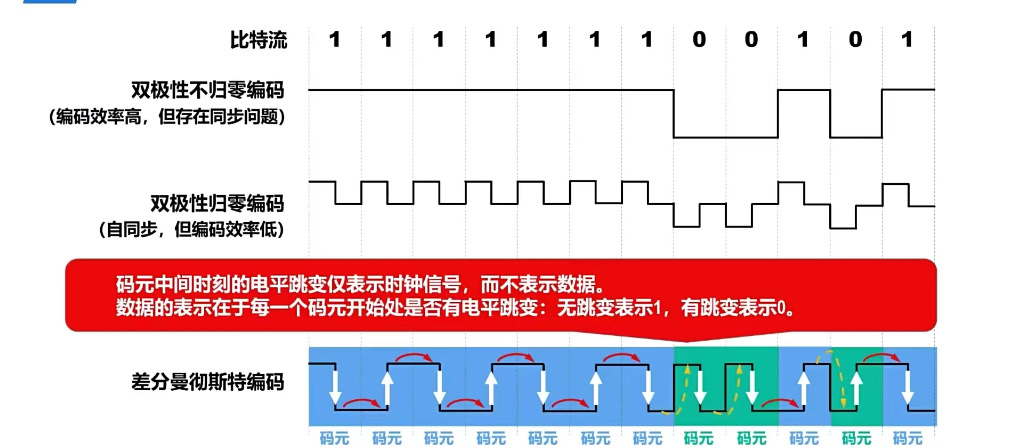 比特流 1 1 1 1 1 1 1 0 0 1 0 1
双极性不归零编码
(编码效率高，但存在同步问题)
双极性归零编码
(自同步，但编码效率低)
码元中间时刻的电平跳变仅表示时钟信号，而不表示数据。
数据的表示在于每一个码元开始处是否有电平跳变：无跳变表示1，有跳变表示0。
差分曼彻斯特编码
码元 码元 码元 码元 码元 码元 码元 码元 码元 码元 码元 码元